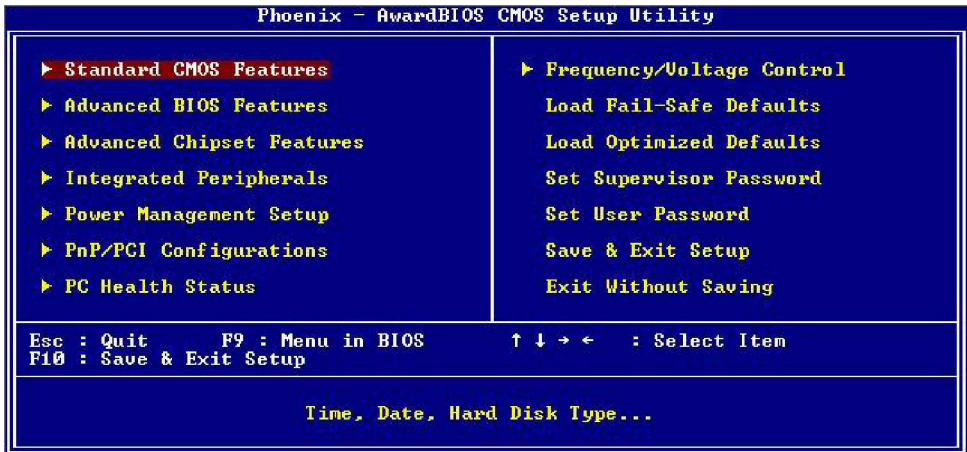 Phoenix - AwardBIOS CMOS Setup Utility
▶ Standard CMOS Features
▶ Advanced BIOS Features
▶ Advanced Chipset Features
▶ Integrated Peripherals
▶ Power Management Setup
▶ PnP/PCI Configurations
▶ PC Health Status
▶ Frequency/Voltage Control
Load Fail-Safe Defaults
Load Optimized Defaults
Set Supervisor Password
Set User Password
Save & Exit Setup
Exit Without Saving
Esc : Quit F9 : Menu in BIOS ↑ ↓ → ← : Select Item
F10 : Save & Exit Setup
Time, Date, Hard Disk Type...